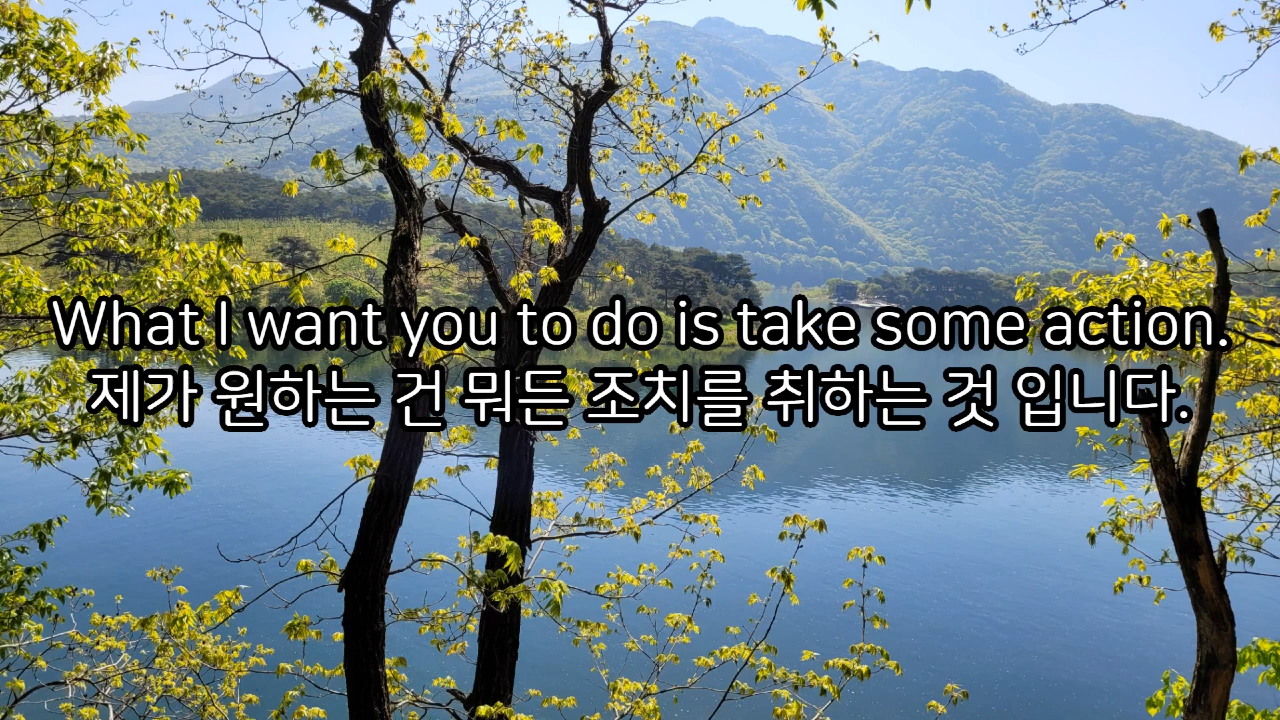 What I want you to do is take some action.
제가 원하는 건 뭐든 조치를 취하는 것 입니다.